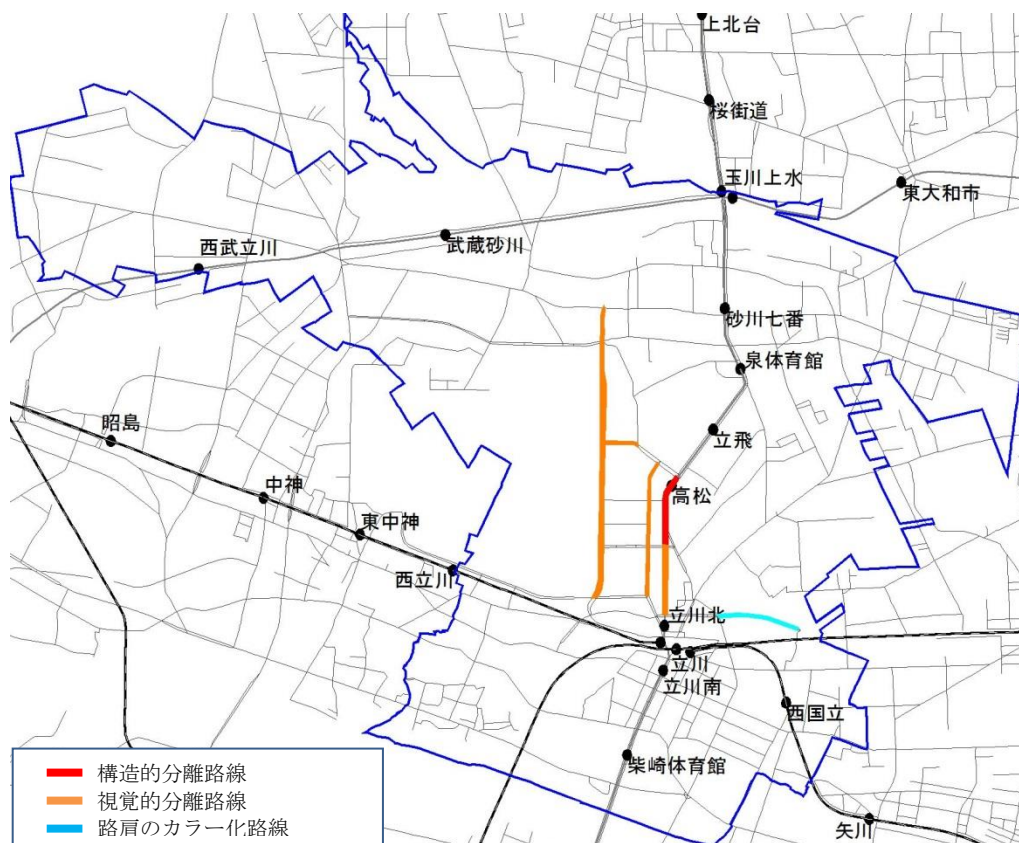 上北台
桜街道
玉川上水
東大和市
武蔵砂川
西武立川
砂川七番
泉体育館
立飛
昭島
高松
中神
東中神
西立川
立川北
立川
立川南
西国立
柴崎体育館
矢川
構造的分離路線
視覚的分離路線
路肩のカラー化路線